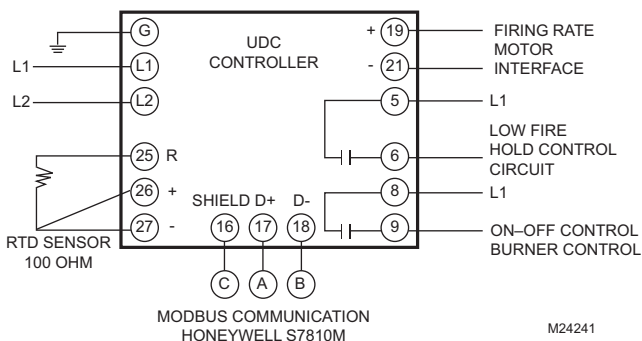 G
UDC
CONTROLLER
+ 19
FIRING RATE
MOTOR
INTERFACE
L1 L1
- 21
L2 L2
5 L1
LOW FIRE
HOLD CONTROL
CIRCUIT
25 R
6
26 +
8 L1
SHIELD D+ D-
27 -
16 17 18
9
ON–OFF CONTROL
BURNER CONTROL
RTD SENSOR
100 OHM
C A B
MODBUS COMMUNICATION
HONEYWELL S7810M
M24241